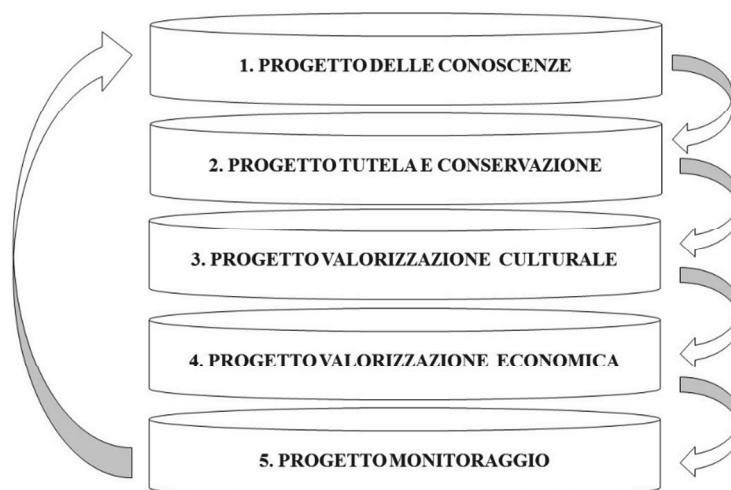 1. PROGETTO DELLE CONOSCENZE
2. PROGETTO TUTELA E CONSERVAZIONE
3. PROGETTO VALORIZZAZIONE CULTURALE
4. PROGETTO VALORIZZAZIONE ECONOMICA
5. PROGETTO MONITORAGGIO